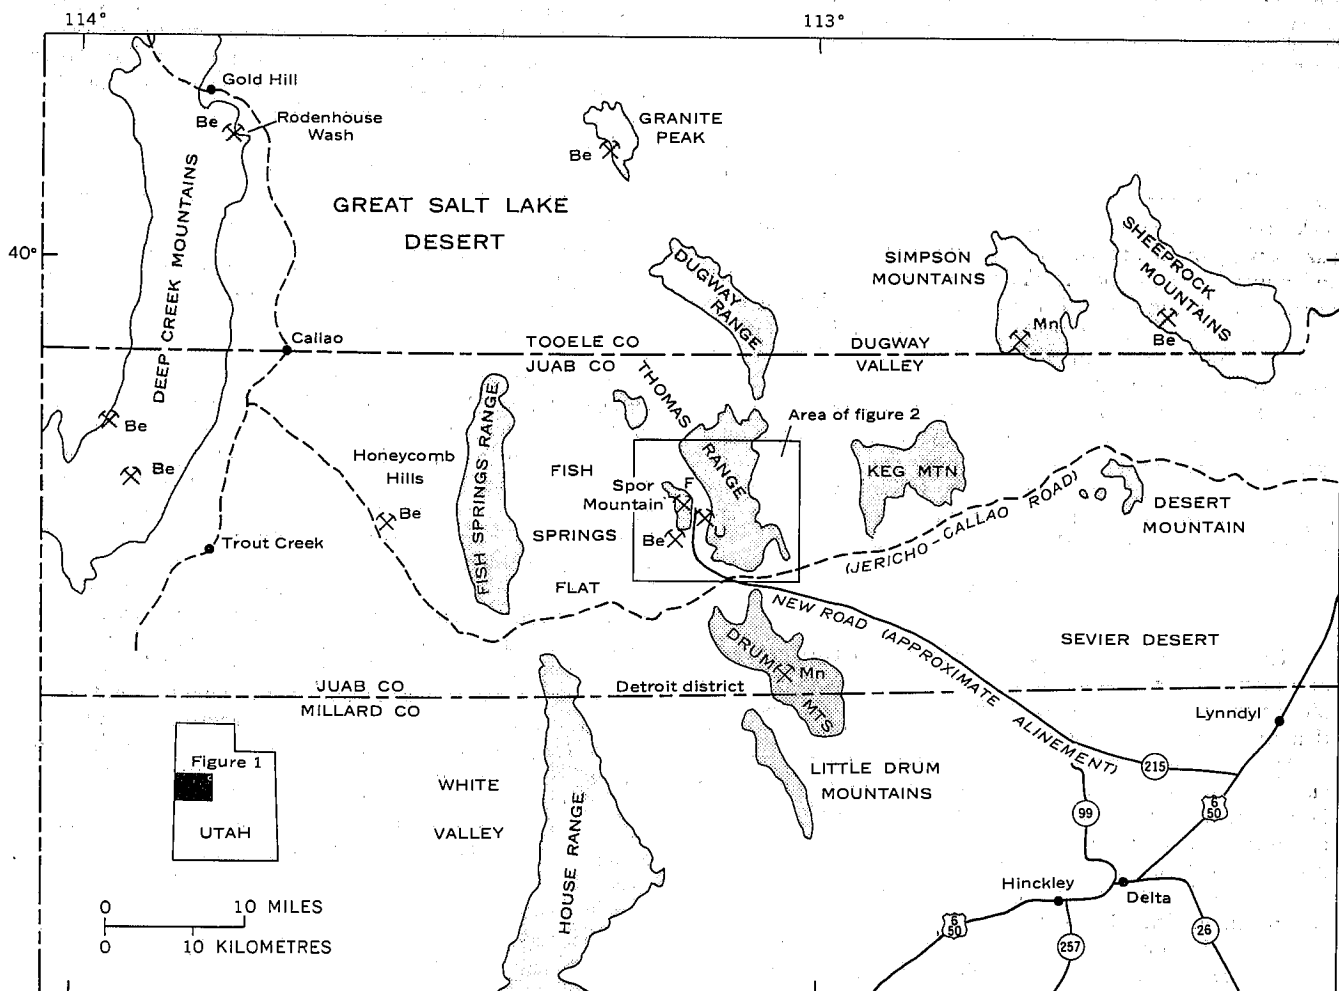 114°
113°
Gold Hill
Be
Rodenhouse
Wash
GRANITE
PEAK
Be
GREAT SALT LAKE
DESERT
40°
DEEP CREEK MOUNTAINS
DUGWAY
RANGE
SIMPSON
MOUNTAINS
SHEEPROCK
MOUNTAINS
Mn
Be
Callao
TOOELE CO
JUAB CO
DUGWAY
VALLEY
THOMAS
RANGE
Area of figure 2
Be
Be
Honeycomb
Hills
Be
FISH SPRINGS RANGE
FISH
SPRINGS
FLAT
Spor
Mountain
F
U
Be
KEG MTN
(JERICHO-CALLAO ROAD)
DESERT
MOUNTAIN
Trout Creek
NEW ROAD (APPROXIMATE ALINEMENT)
SEVIER DESERT
DRUM
MTS
Mn
Detroit district
JUAB CO
MILLARD CO
Lynndyl
Figure 1
UTAH
WHITE
VALLEY
HOUSE RANGE
LITTLE DRUM
MOUNTAINS
215
99
6
50
Hinckley
Delta
6
50
257
26
0 10 MILES
0 10 KILOMETRES